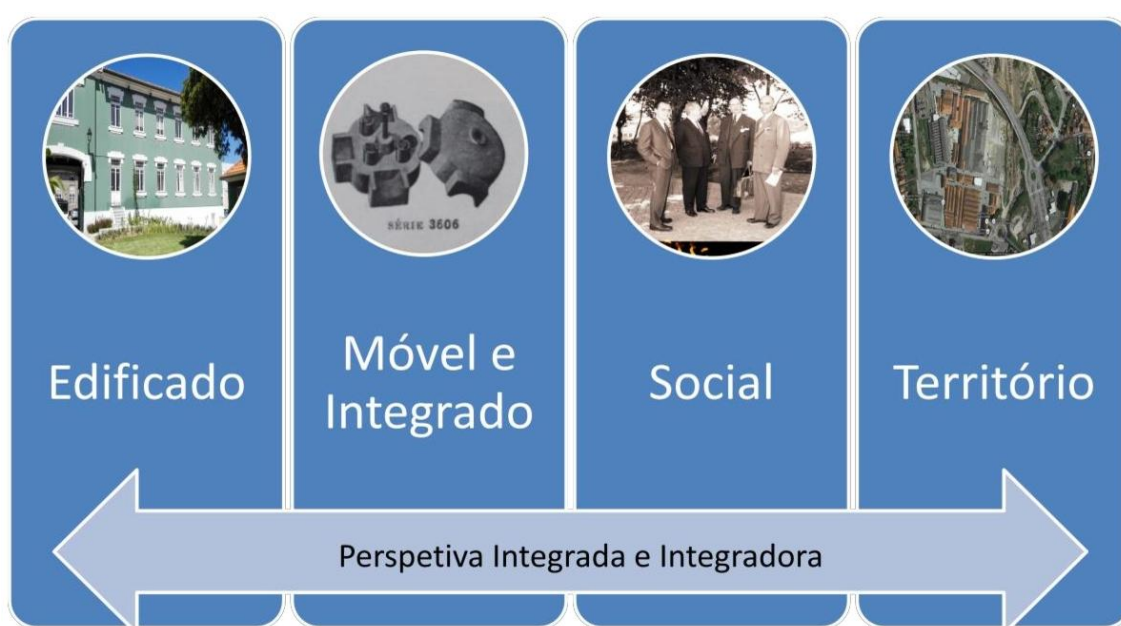 SÉRIE 3606
Edificado
Móvel e
Integrado
Social
Território
Perspetiva Integrada e Integradora